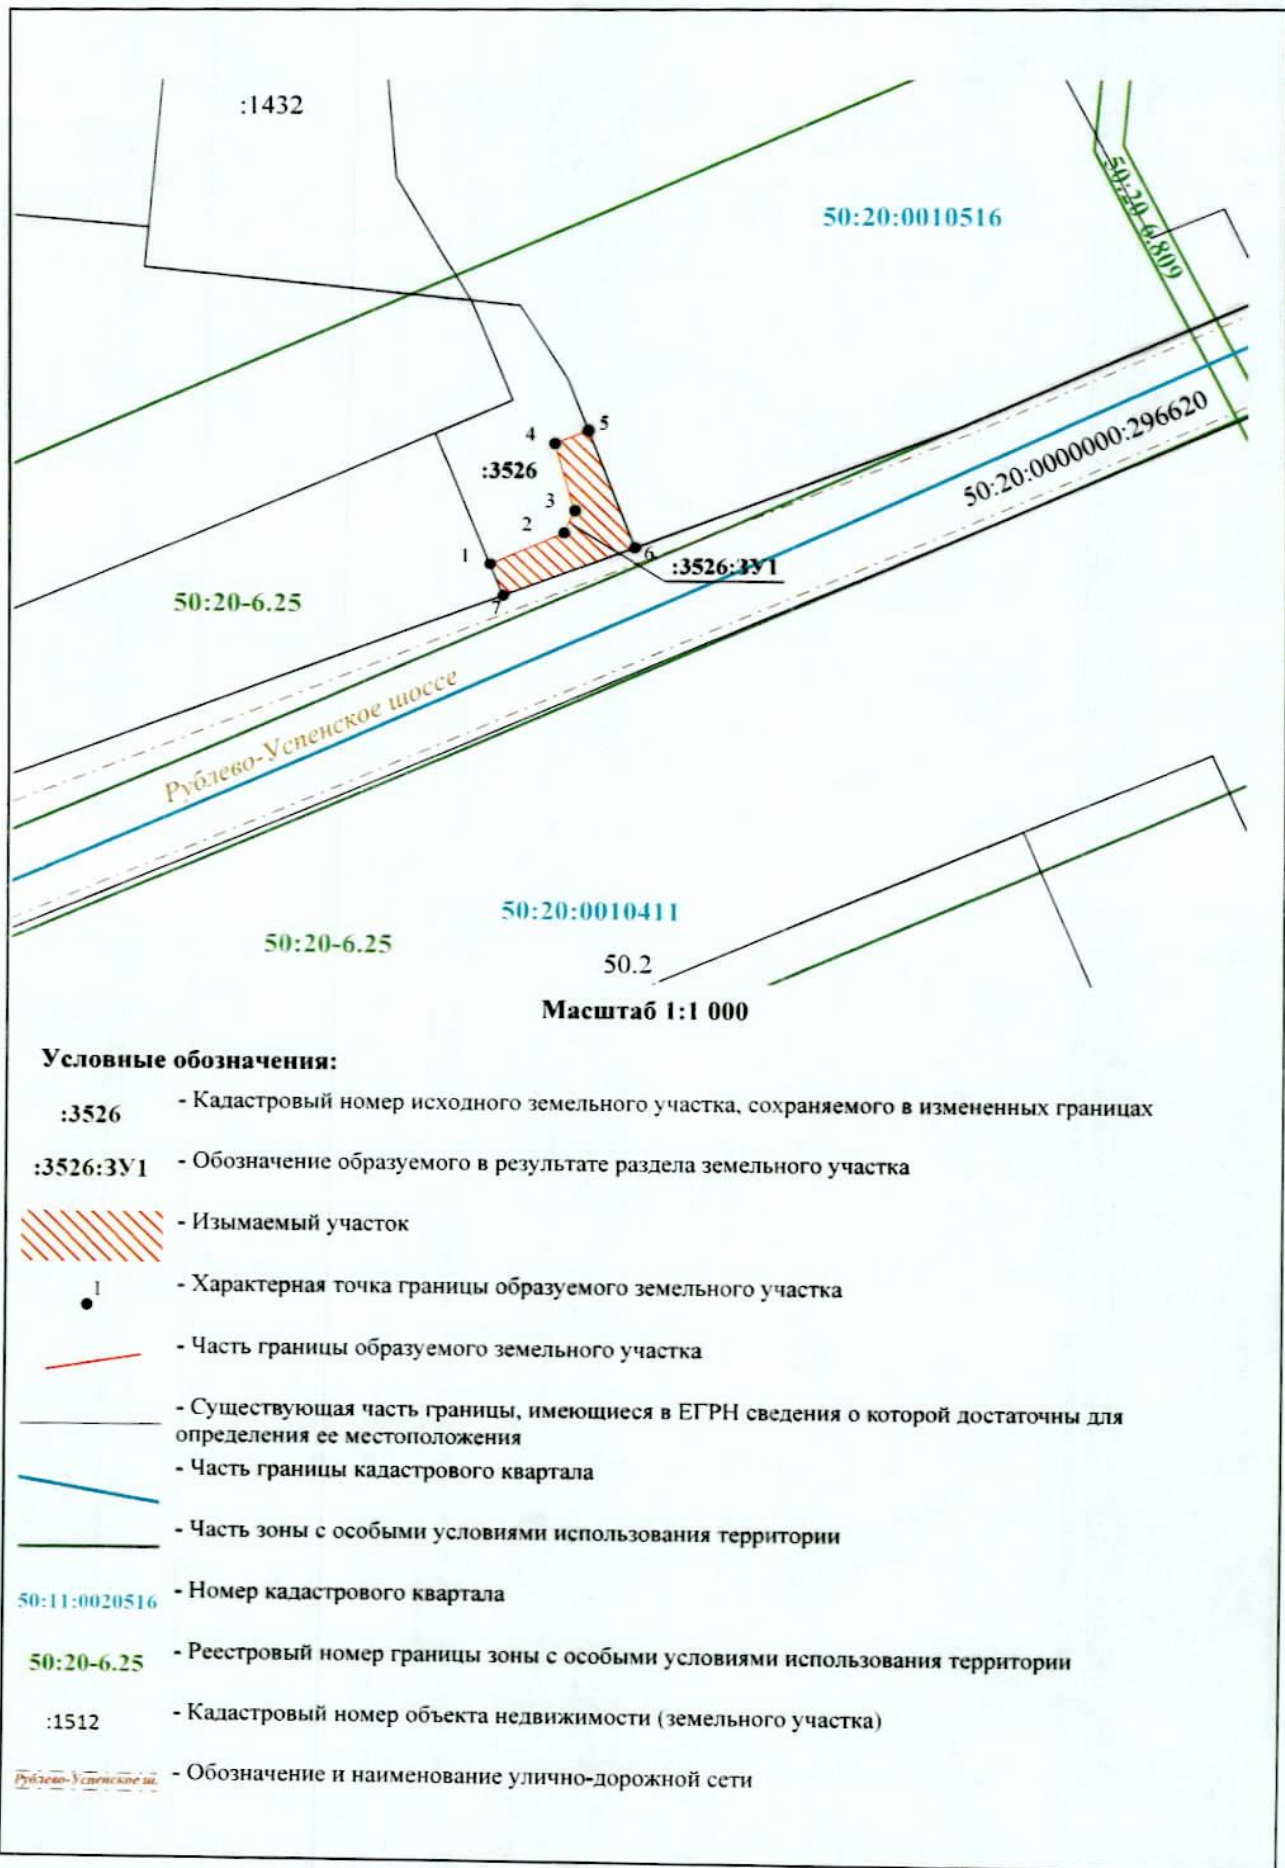 :1432
50:20:0010516
50:20-6.809
50:20:0000000:296620
5
4
:3526
3
2
1
6
:3526:ЗУ1
7
50:20-6.25
Рублево-Успенское шоссе
50:20:0010411
50:20-6.25
50.2
Масштаб 1:1 000
Условные обозначения:
:3526 - Кадастровый номер исходного земельного участка, сохраняемого в измененных границах
:3526:ЗУ1 - Обозначение образуемого в результате раздела земельного участка
- Изымаемый участок
1 - Характерная точка границы образуемого земельного участка
- Часть границы образуемого земельного участка
- Существующая часть границы, имеющиеся в ЕГРН сведения о которой достаточны для
определения ее местоположения
- Часть границы кадастрового квартала
- Часть зоны с особыми условиями использования территории
50:11:0020516 - Номер кадастрового квартала
50:20-6.25 - Реестровый номер границы зоны с особыми условиями использования территории
:1512 - Кадастровый номер объекта недвижимости (земельного участка)
Рублево-Успенское ш. - Обозначение и наименование улично-дорожной сети